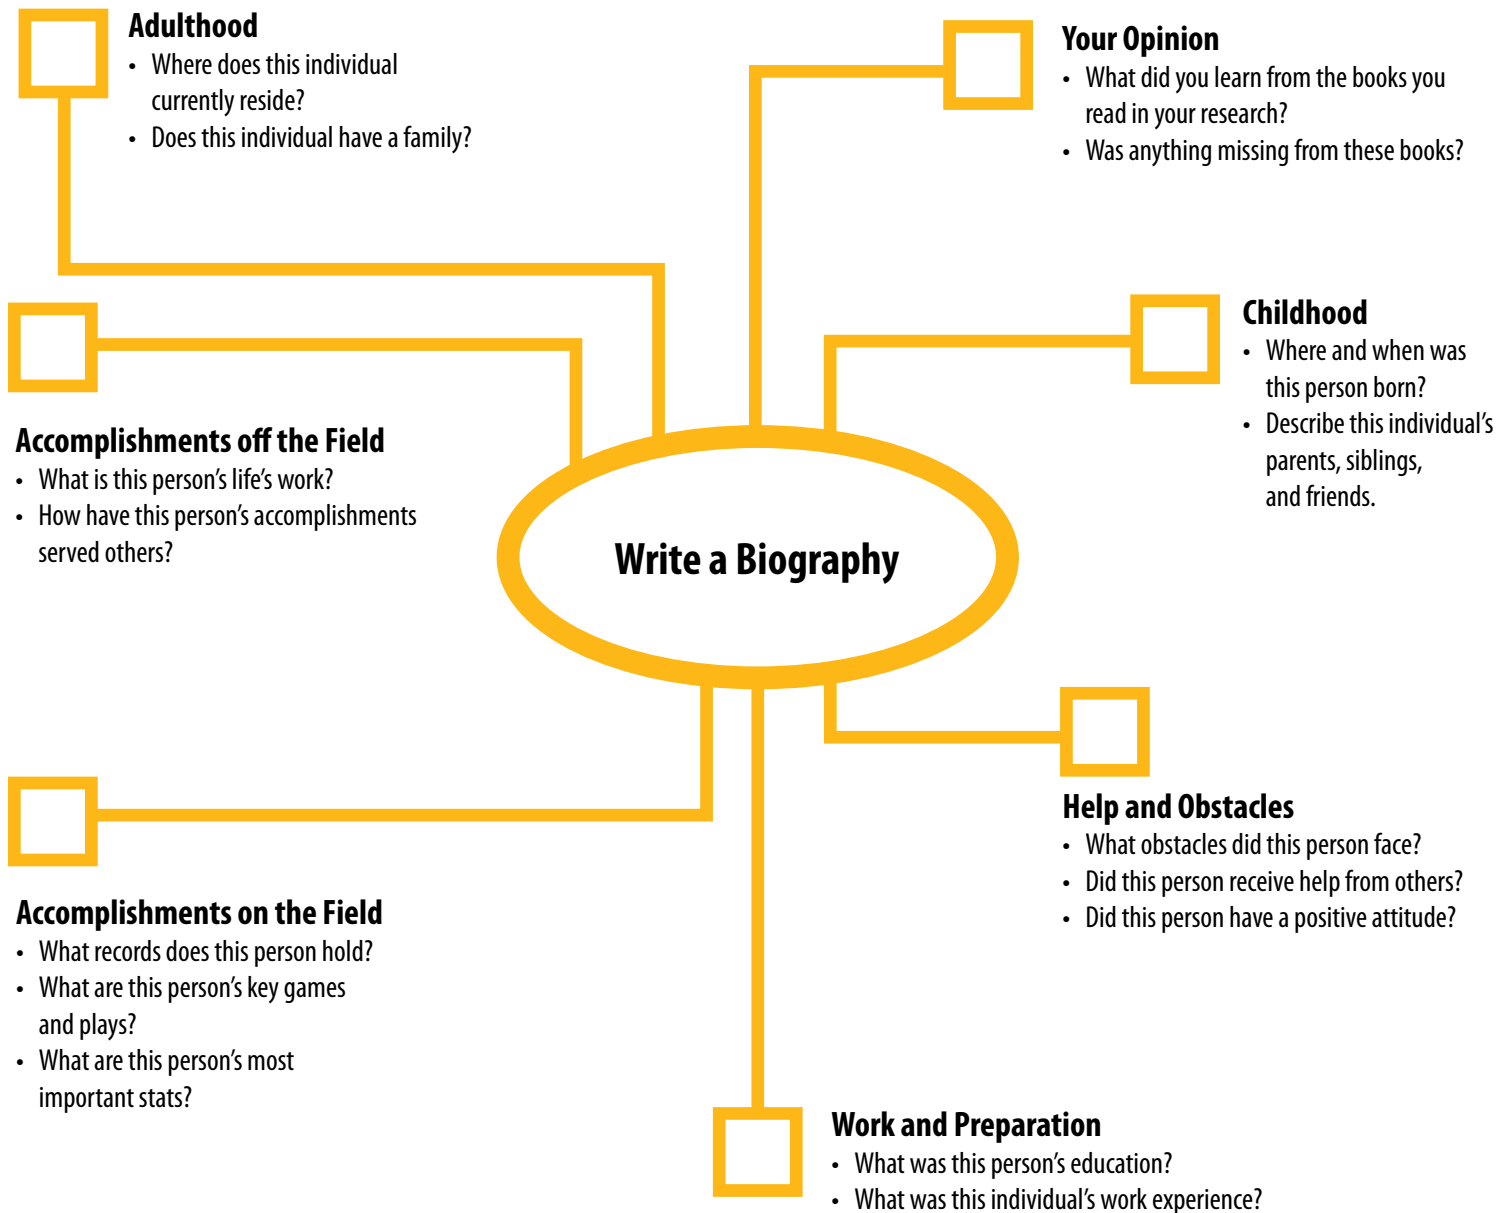 Adulthood
• Where does this individual
currently reside?
• Does this individual have a family?
Your Opinion
• What did you learn from the books you
read in your research?
• Was anything missing from these books?
Childhood
• Where and when was
this person born?
• Describe this individual’s
parents, siblings,
and friends.
Accomplishments off the Field
• What is this person’s life’s work?
• How have this person’s accomplishments
served others?
Write a Biography
Help and Obstacles
• What obstacles did this person face?
• Did this person receive help from others?
• Did this person have a positive attitude?
Accomplishments on the Field
• What records does this person hold?
• What are this person’s key games
and plays?
• What are this person’s most
important stats?
Work and Preparation
• What was this person’s education?
• What was this individual’s work experience?